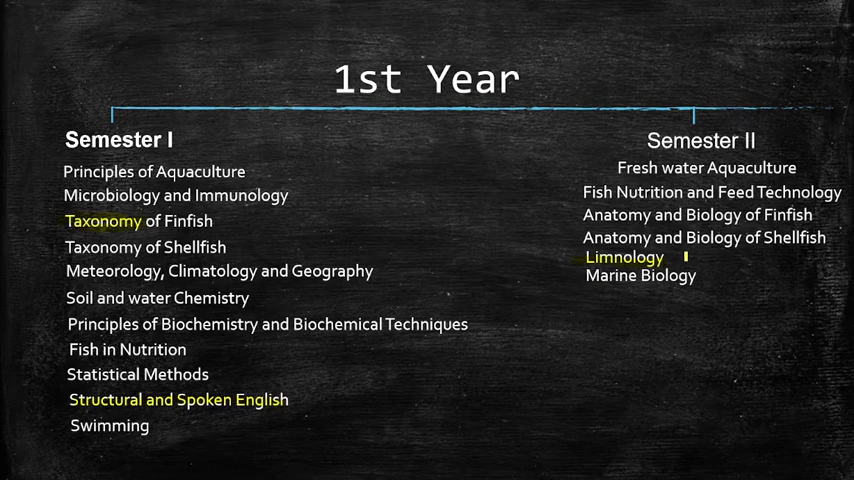 1st Year
Semester I
Principles of Aquaculture
Microbiology and Immunology
Taxonomy of Finfish
Taxonomy of Shellfish
Meteorology, Climatology and Geography
Soil and water Chemistry
Principles of Biochemistry and Biochemical Techniques
Fish in Nutrition
Statistical Methods
Structural and Spoken English
Swimming
Semester II
Fresh water Aquaculture
Fish Nutrition and Feed Technology
Anatomy and Biology of Finfish
Anatomy and Biology of Shellfish
Limnology
Marine Biology